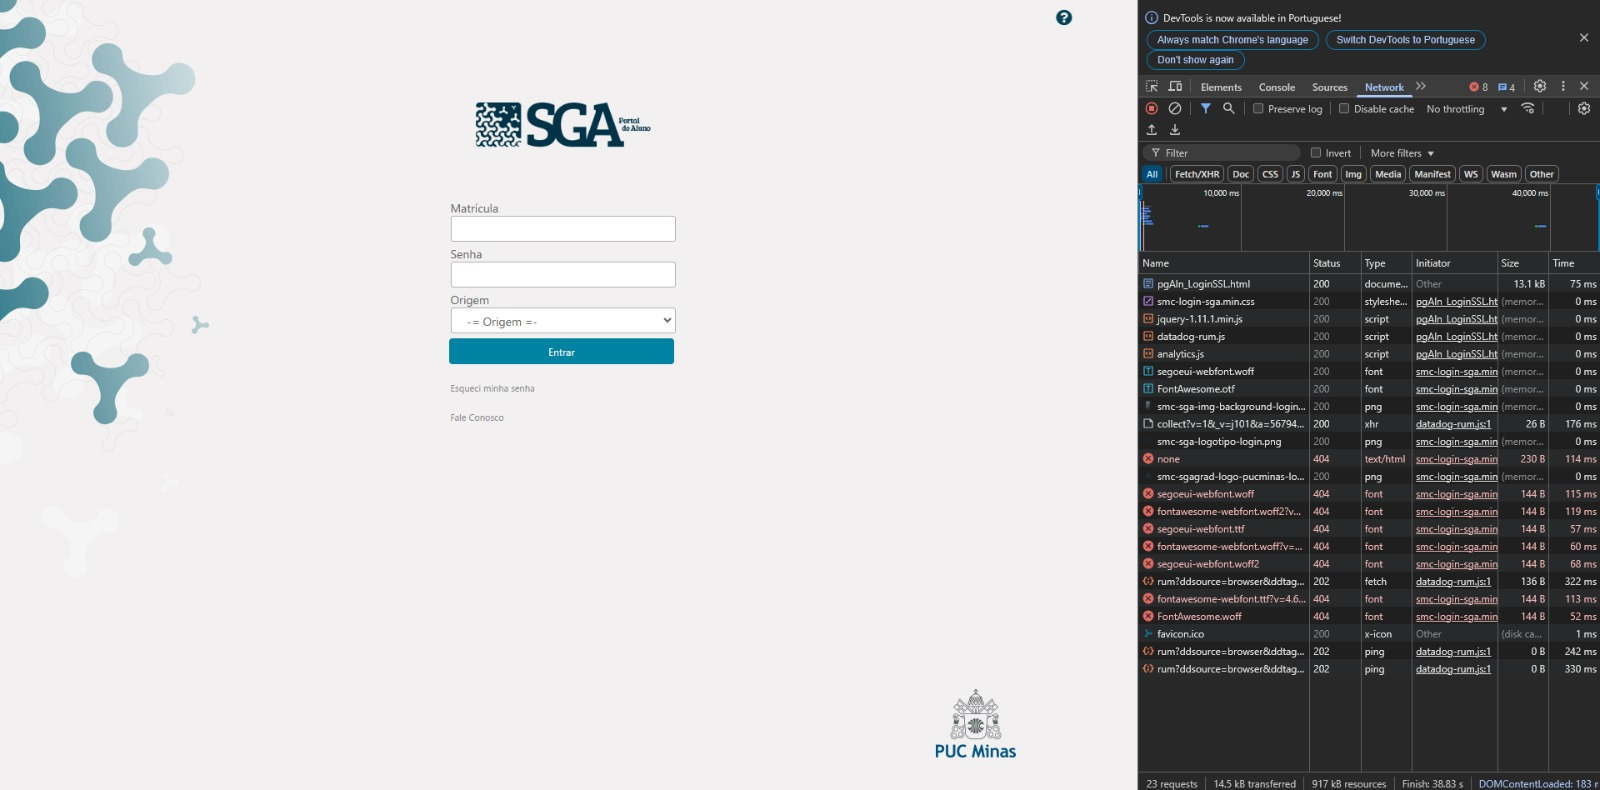 ?
SGA Portal do Aluno
Matrícula
Senha
Origem
-= Origem =-
Entrar
Esqueci minha senha
Fale Conosco
PUC Minas
DevTools is now available in Portuguese!
Always match Chrome's language Switch DevTools to Portuguese
Don't show again
Elements Console Sources Network 8 4
Preserve log Disable cache No throttling
Filter Invert More filters
All Fetch/XHR Doc CSS JS Font Img Media Manifest WS Wasm Other
10,000 ms 20,000 ms 30,000 ms 40,000 ms
Name Status Type Initiator Size Time
pgAln_LoginSSL.html 200 docume... Other 13.1 kB 75 ms
smc-login-sga.min.css 200 styleshe... pgAln_LoginSSL.ht (memor... 0 ms
jquery-1.11.1.min.js 200 script pgAln_LoginSSL.ht (memor... 0 ms
datadog-rum.js 200 script pgAln_LoginSSL.ht (memor... 0 ms
analytics.js 200 script pgAln_LoginSSL.ht (memor... 0 ms
segoeui-webfont.woff 200 font smc-login-sga.min (memor... 0 ms
FontAwesome.otf 200 font smc-login-sga.min (memor... 0 ms
smc-sga-img-background-login... 200 png smc-login-sga.min (memor... 0 ms
collect?v=1&_v=j101&a=56794... 200 xhr datadog-rum.js:1 26 B 176 ms
smc-sga-logotipo-login.png 200 png smc-login-sga.min (memor... 0 ms
none 404 text/html smc-login-sga.min 230 B 114 ms
smc-sgagrad-logo-pucminas-lo... 200 png smc-login-sga.min (memor... 0 ms
segoeui-webfont.woff 404 font smc-login-sga.min 144 B 115 ms
fontawesome-webfont.woff2?v... 404 font smc-login-sga.min 144 B 119 ms
segoeui-webfont.ttf 404 font smc-login-sga.min 144 B 57 ms
fontawesome-webfont.woff?v=... 404 font smc-login-sga.min 144 B 60 ms
segoeui-webfont.woff2 404 font smc-login-sga.min 144 B 68 ms
rum?ddsource=browser&ddtag... 202 fetch datadog-rum.js:1 136 B 322 ms
fontawesome-webfont.ttf?v=4.6... 404 font smc-login-sga.min 144 B 113 ms
FontAwesome.woff 404 font smc-login-sga.min 144 B 52 ms
favicon.ico 200 x-icon Other (disk ca... 1 ms
rum?ddsource=browser&ddtag... 202 ping datadog-rum.js:1 0 B 242 ms
rum?ddsource=browser&ddtag... 202 ping datadog-rum.js:1 0 B 330 ms
23 requests 14.5 kB transferred 917 kB resources Finish: 38.83 s DOMContentLoaded: 183